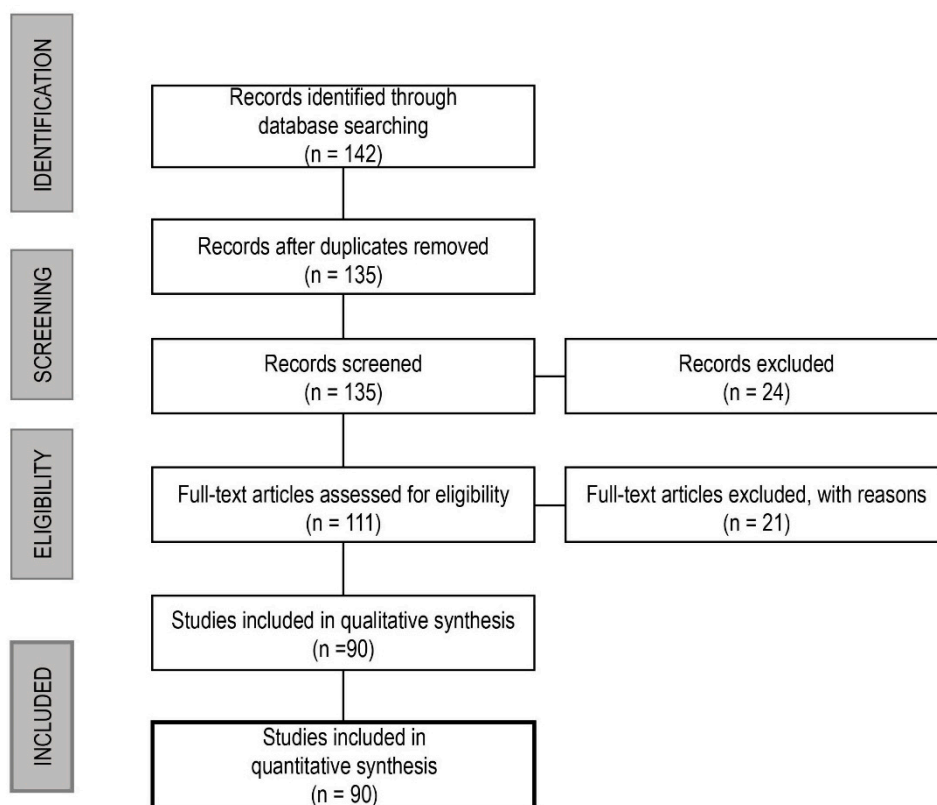 IDENTIFICATION
Records identified through
database searching
(n = 142)
Records after duplicates removed
(n = 135)
SCREENING
Records screened
(n = 135)
Records excluded
(n = 24)
ELIGIBILITY
Full-text articles assessed for eligibility
(n = 111)
Full-text articles excluded, with reasons
(n = 21)
Studies included in qualitative synthesis
(n =90)
INCLUDED
Studies included in
quantitative synthesis
(n = 90)